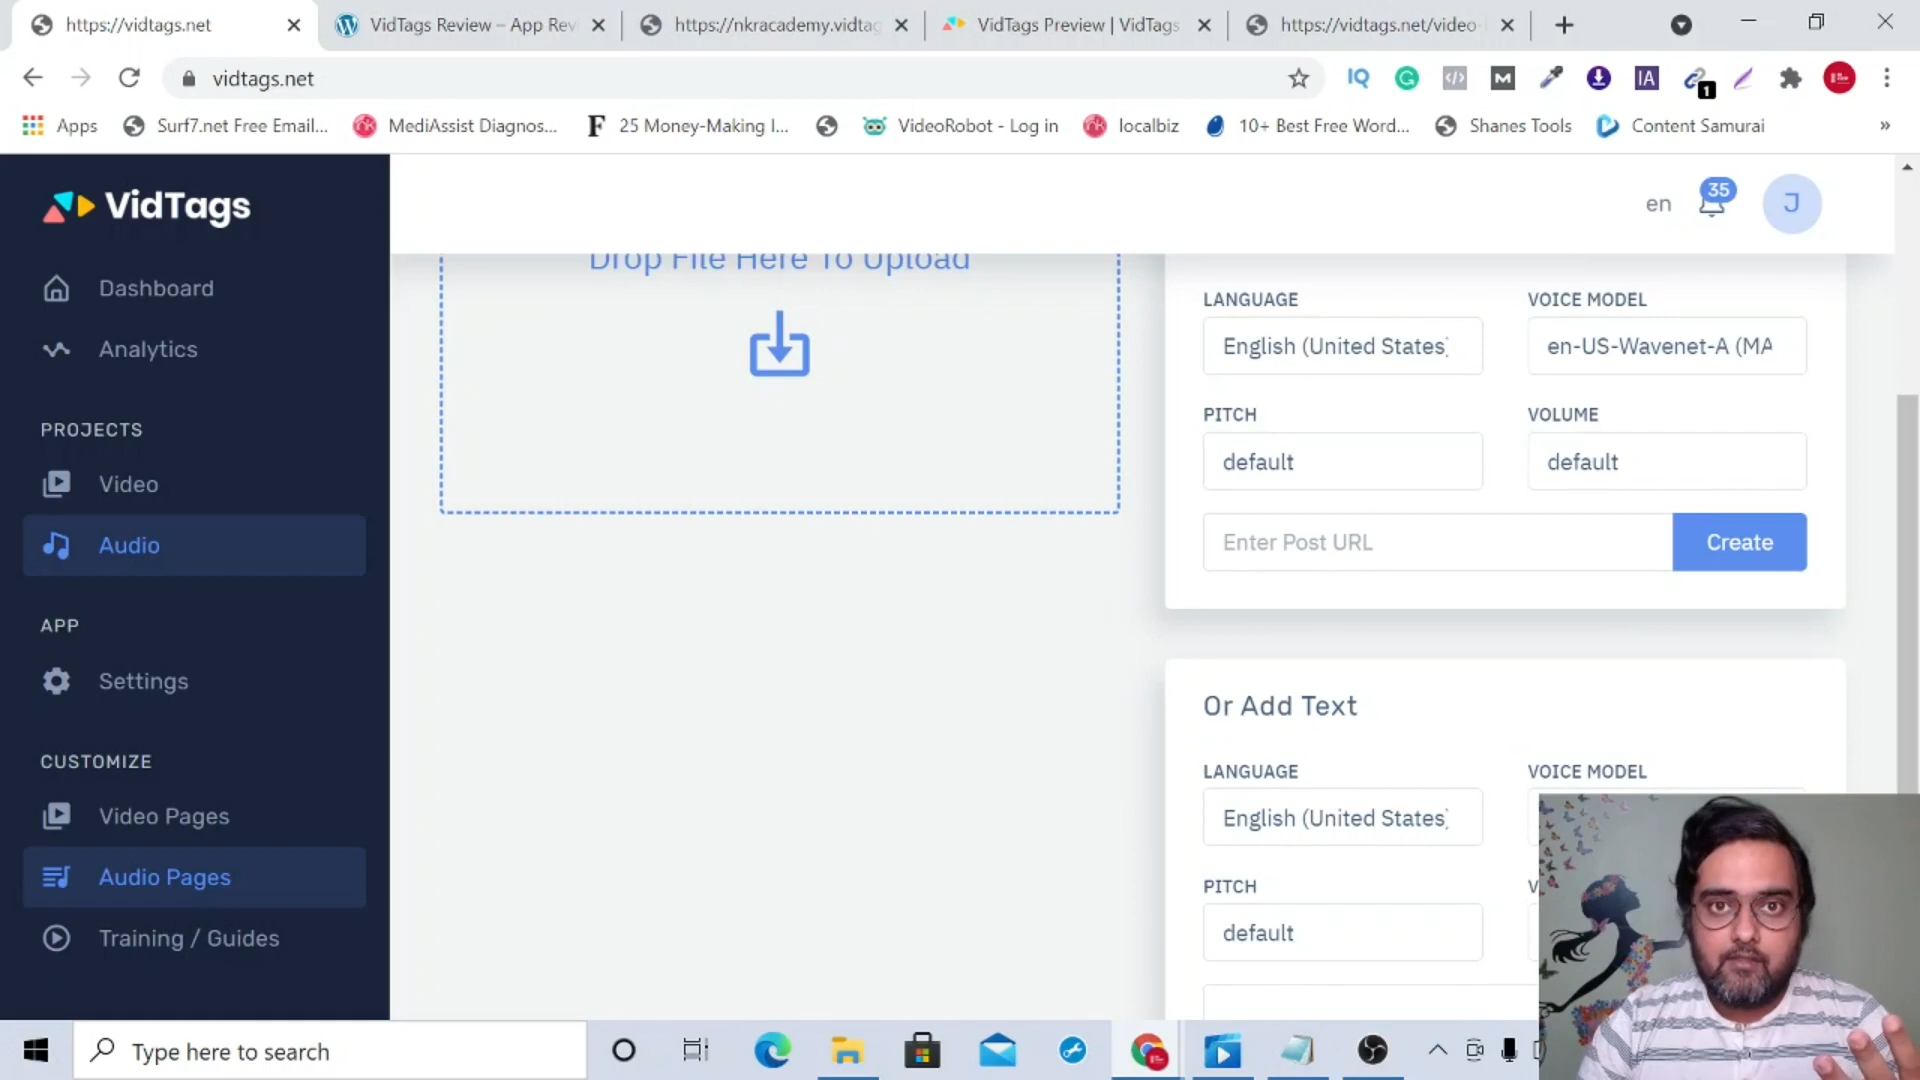 https://vidtags.net
VidTags Review – App Rev
https://nkracademy.vidtag
VidTags Preview | VidTags
https://vidtags.net/video-
vidtags.net
IQ
M
IA
1
Apps
Surf7.net Free Email...
MediAssist Diagnos...
25 Money-Making I...
VideoRobot - Log in
localbiz
10+ Best Free Word...
Shanes Tools
Content Samurai
»
VidTags
en
35
J
Dashboard
Analytics
PROJECTS
Video
Audio
APP
Settings
CUSTOMIZE
Video Pages
Audio Pages
Training / Guides
Drop File Here To Upload
LANGUAGE
VOICE MODEL
English (United States)
en-US-Wavenet-A (MA
PITCH
VOLUME
default
default
Enter Post URL
Create
Or Add Text
LANGUAGE
VOICE MODEL
English (United States)
PITCH
default
Type here to search